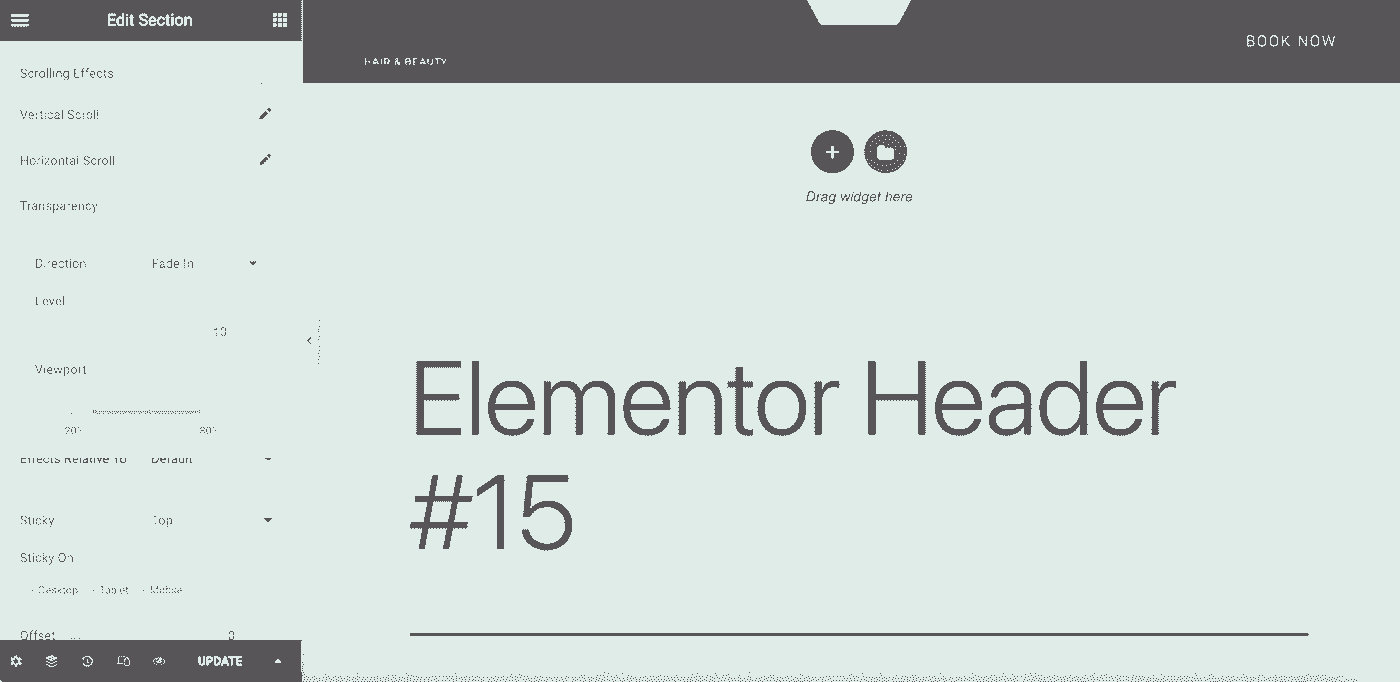 Edit Section
Scrolling Effects
Vertical Scroll
Horizontal Scroll
Transparency
Direction Fade In
Level
10
Viewport
Effects Relative To Default
Sticky Top
Sticky On
Desktop Tablet Mobile
Offset 0
UPDATE
HAIR & BEAUTY
BOOK NOW
Drag widget here
Elementor Header
#15